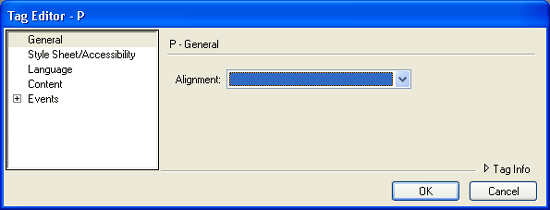 Tag Editor - P
General
Style Sheet/Accessibility
Language
Content
Events
P - General
Alignment:
Tag Info
OK
Cancel